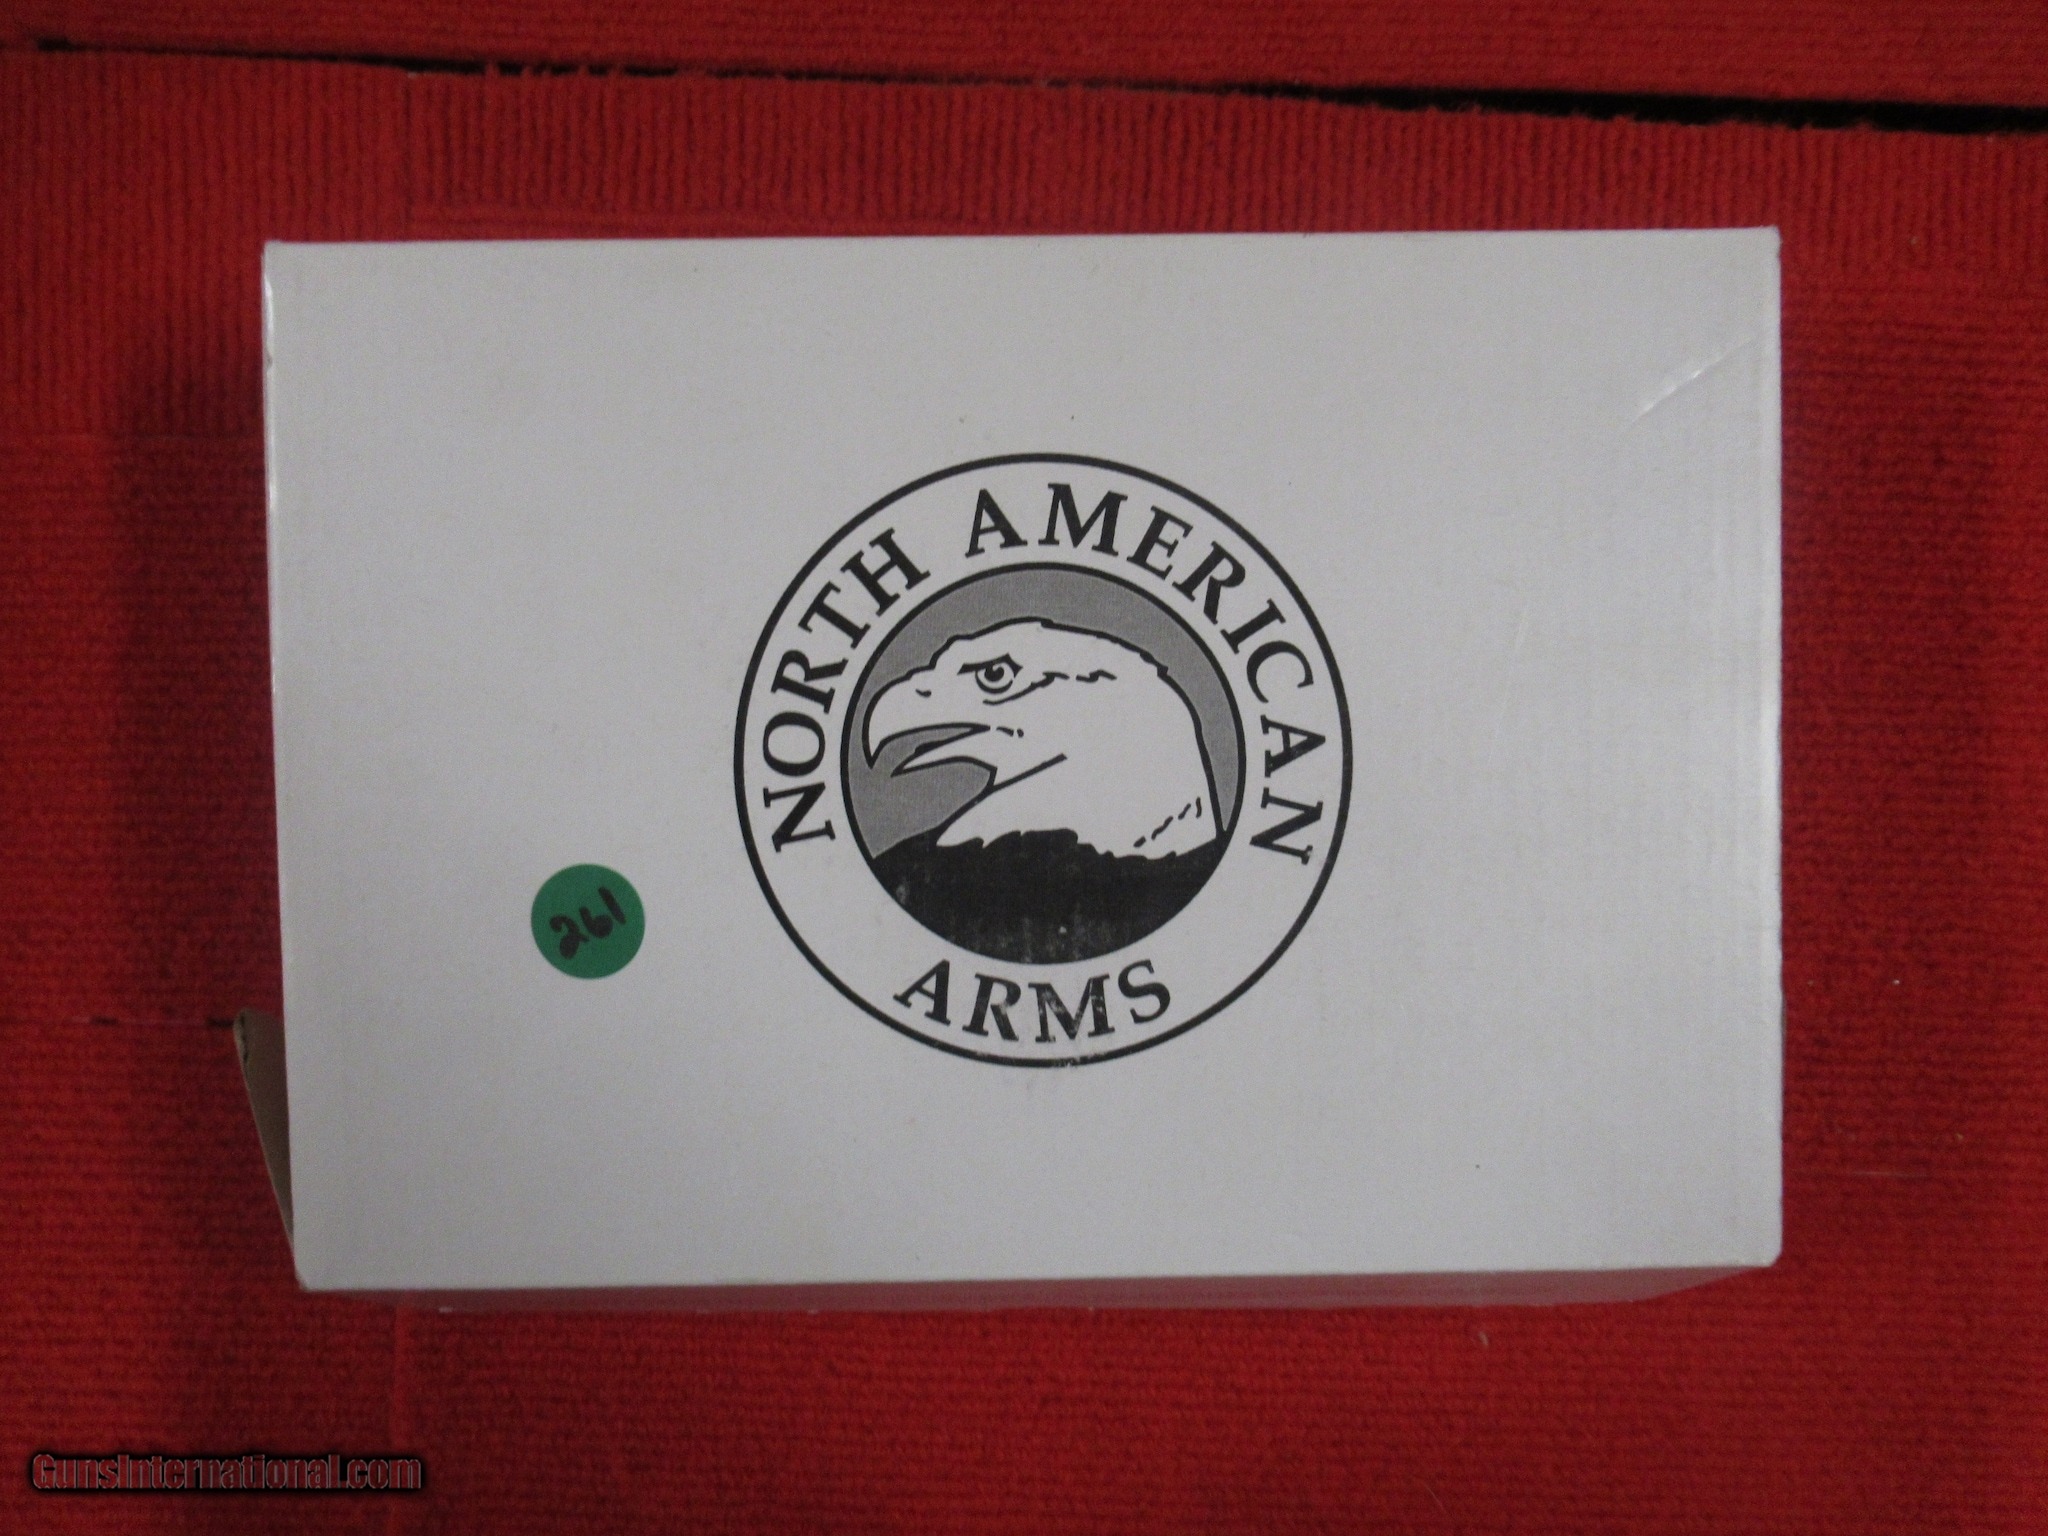 NORTH AMERICAN
ARMS
261
GunsInternational.com